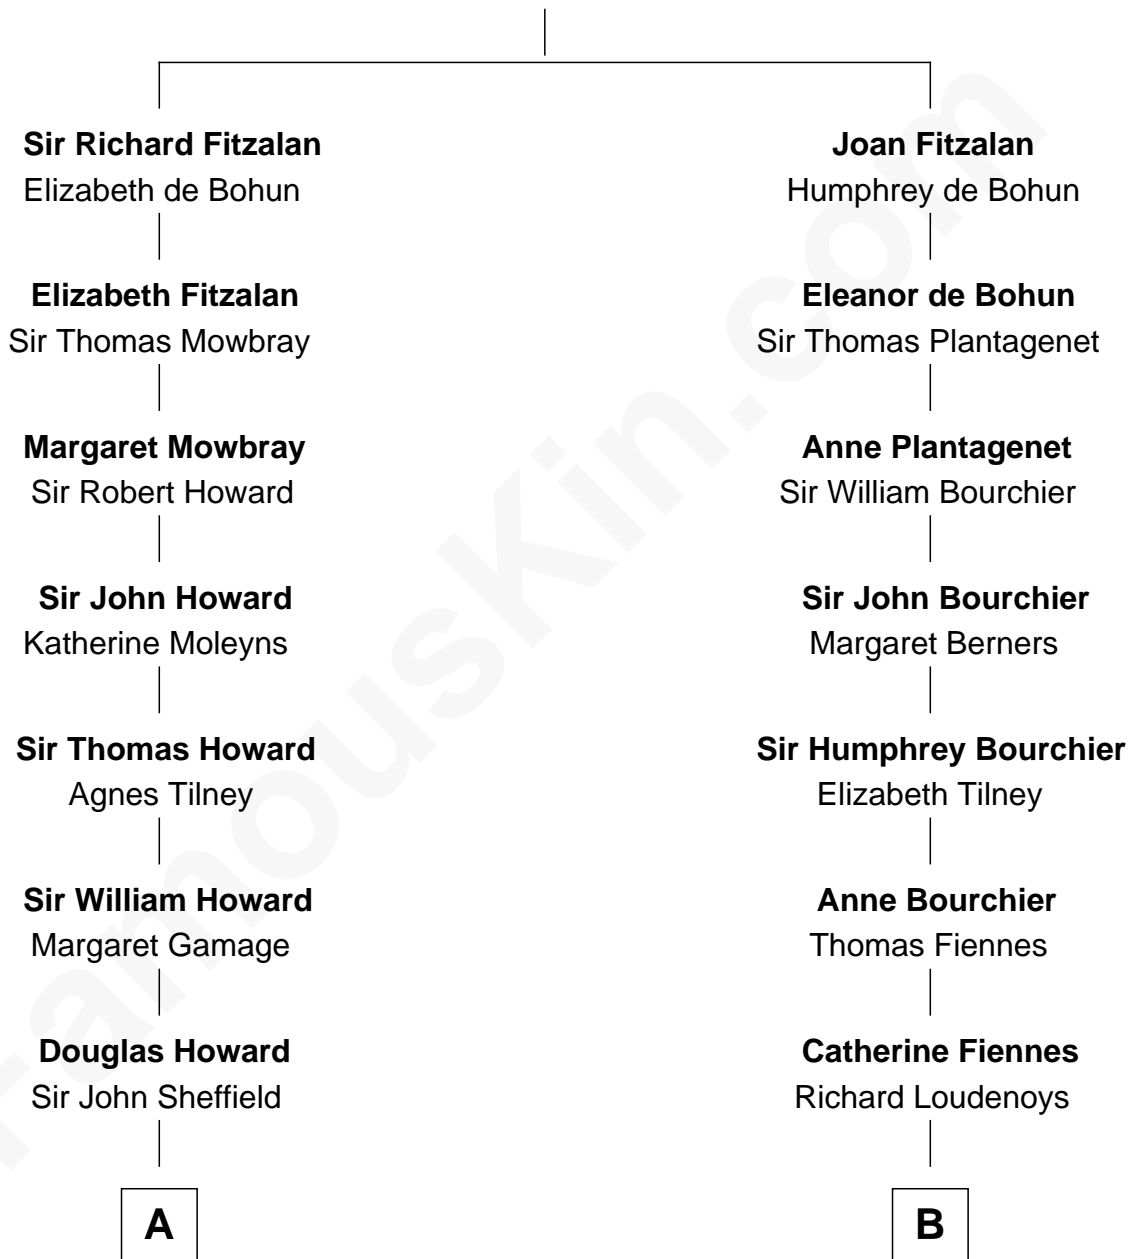 Sir Richard Fitzalan
Elizabeth de Bohun
Joan Fitzalan
Humphrey de Bohun
Elizabeth Fitzalan
Sir Thomas Mowbray
Eleanor de Bohun
Sir Thomas Plantagenet
Margaret Mowbray
Sir Robert Howard
Anne Plantagenet
Sir William Bourchier
Sir John Howard
Katherine Moleyns
Sir John Bourchier
Margaret Berners
Sir Thomas Howard
Agnes Tilney
Sir Humphrey Bourchier
Elizabeth Tilney
Sir William Howard
Margaret Gamage
Anne Bourchier
Thomas Fiennes
Douglas Howard
Sir John Sheffield
Catherine Fiennes
Richard Loudenoys
A
B
FamousKin.com